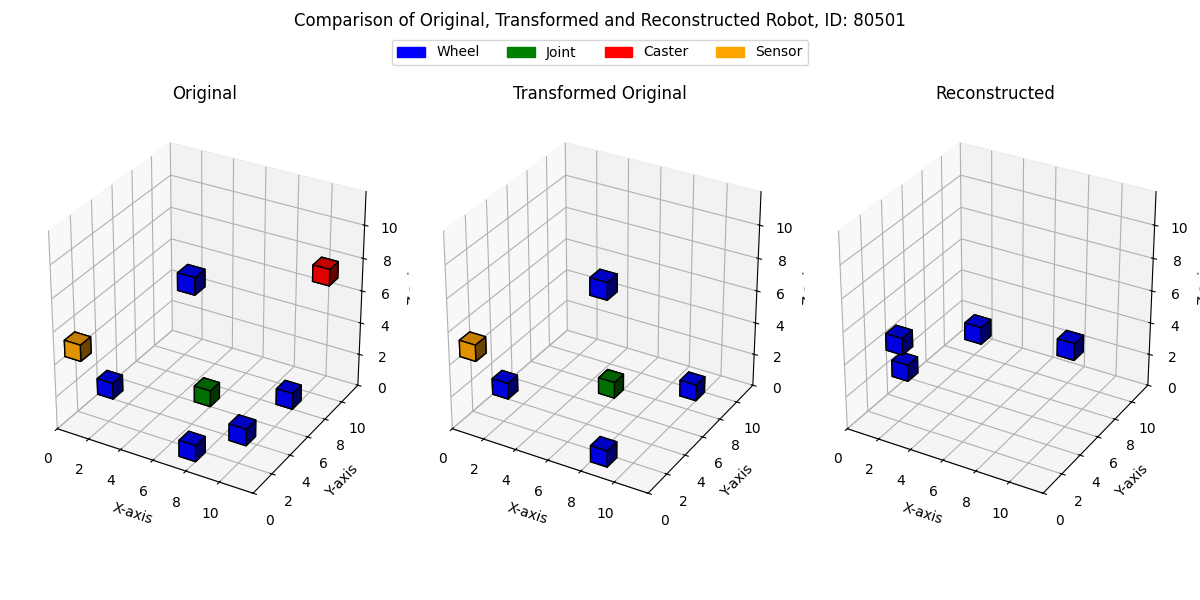 Comparison of Original, Transformed and Reconstructed Robot, ID: 80501
Wheel Joint Caster Sensor
Original Transformed Original Reconstructed
10 10 10
8 8 8
6 6 6
4 4 4
2 2 2
0 0 0
10 10 10
8 8 8
6 6 6
4 4 4
2 2 2
0 0 0
0 2 4 6 8 10 0 2 4 6 8 10 0 2 4 6 8 10
X-axis Y-axis X-axis Y-axis X-axis Y-axis